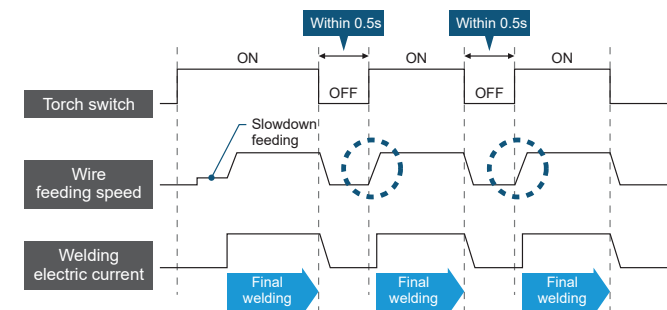 Within 0.5s
Within 0.5s
ON
ON
ON
OFF
OFF
Torch switch
Slowdown
feeding
Wire
feeding speed
Welding
electric current
Final
welding
Final
welding
Final
welding